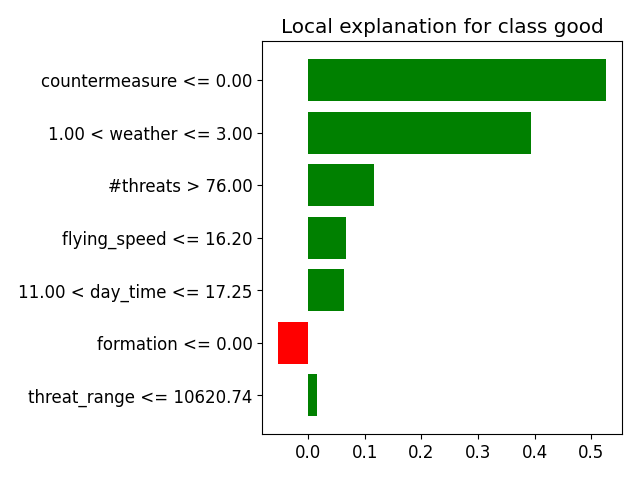 Local explanation for class good
countermeasure <= 0.00
1.00 < weather <= 3.00
#threats > 76.00
flying_speed <= 16.20
11.00 < day_time <= 17.25
formation <= 0.00
threat_range <= 10620.74
0.0 0.1 0.2 0.3 0.4 0.5